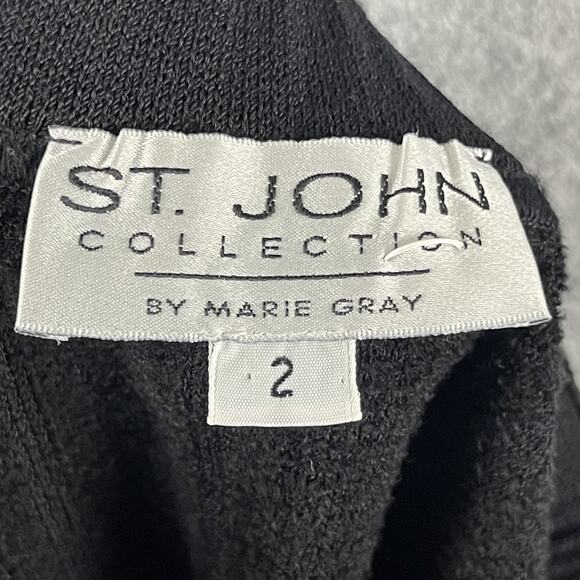 ST. JOHN
COLLECTION
BY MARIE GRAY
2